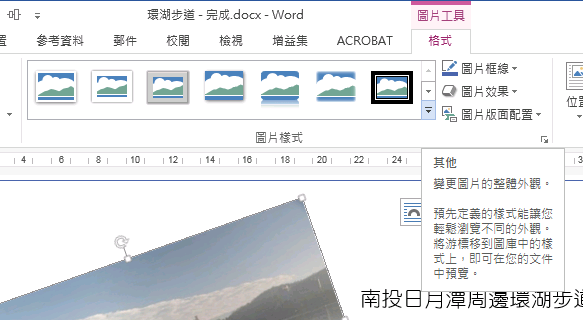 環湖步道 - 完成.docx - Word
圖片工具
參考資料 郵件 校閱 檢視 增益集 ACROBAT 格式
圖片框線
圖片效果
圖片版面配置
圖片樣式
4 6 8 10 12 14 16 18 20 22 24
其他
變更圖片的整體外觀。
預先定義的樣式能讓您
輕鬆瀏覽不同的外觀。
將游標移到圖庫中的樣
式上，即可在您的文件
中預覽。
南投日月潭周邊環湖步道